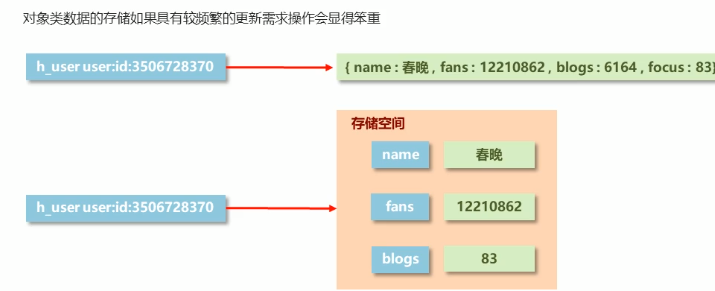 对象类数据的存储如果具有较频繁的更新需求操作会显得笨重
h_user user:id:3506728370
{ name : 春晚 , fans : 12210862 , blogs : 6164 , focus : 83}
存储空间
name 春晚
h_user user:id:3506728370
fans 12210862
blogs 83